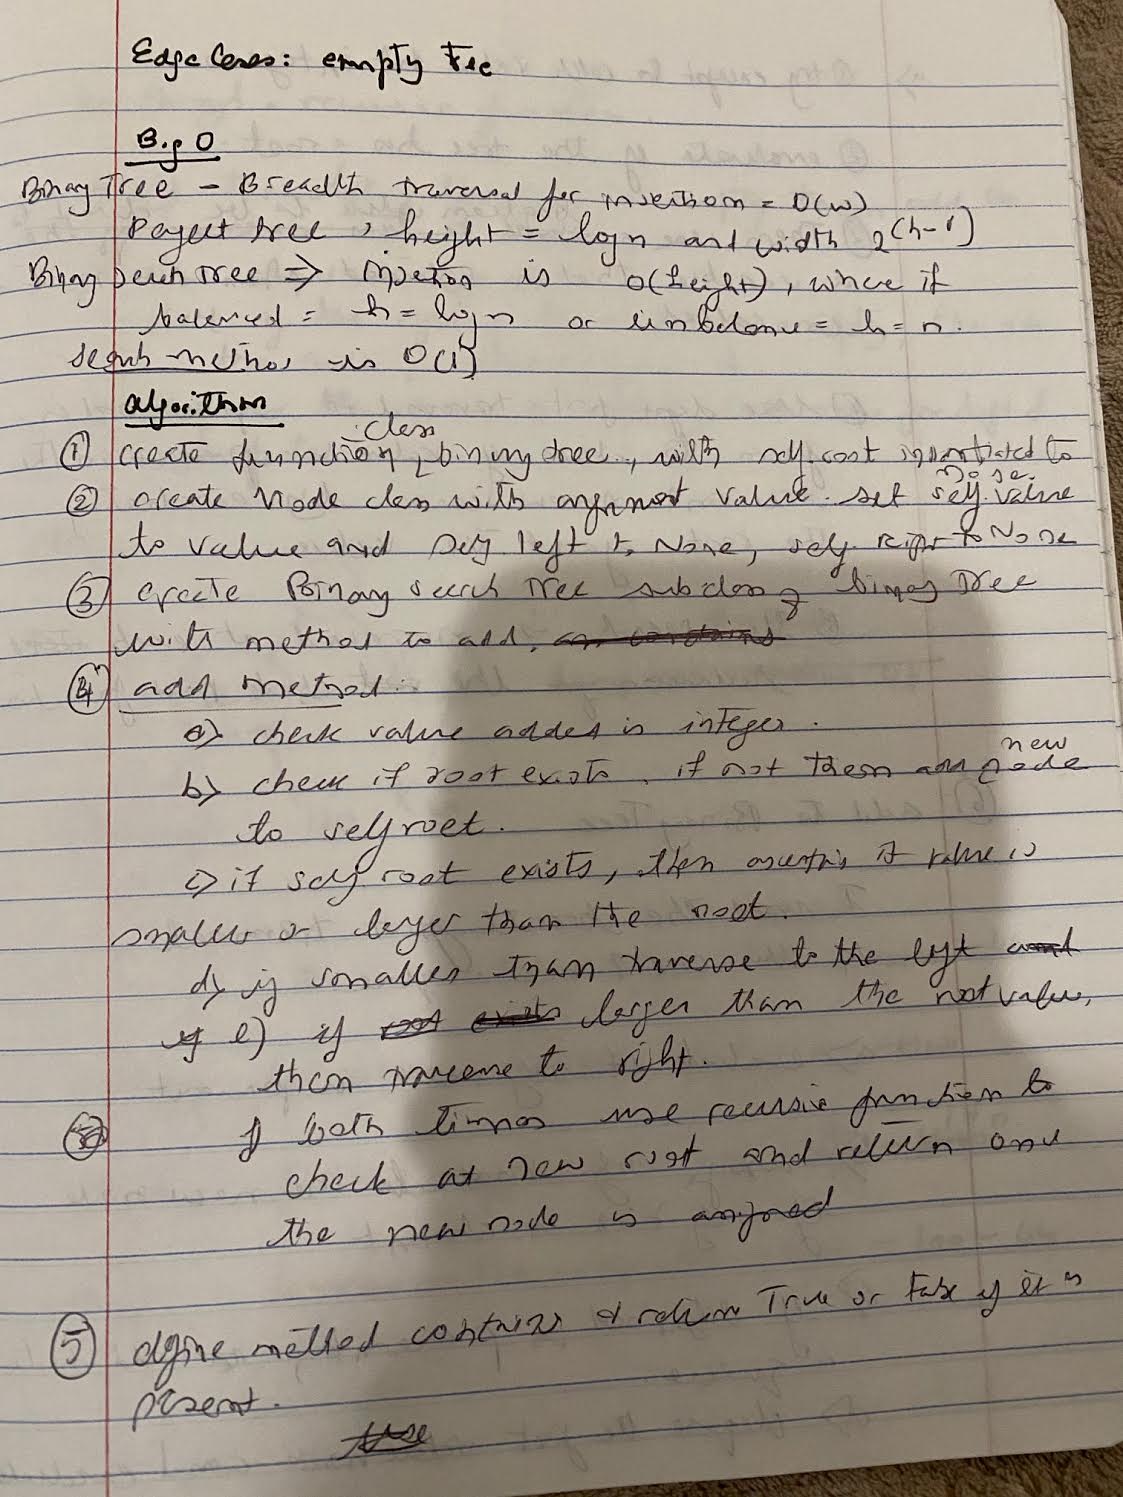 Edge Cases: empty tree
Big O
Binary Tree - Breadth traversal for insertion = O(w)
Perfect tree, height = log n and width 2^(h-1)
Binary search tree => Insertion is O(height), where if
balanced = h = log n or unbalance = h = n.
search method is O(1)
algorithm
① create function class binary tree, with self.root instantiated to None.
② create Node class with argument value. set self.value
to value and self left to None, self right to None
③ create Binary search Tree subclass of binary Tree
with method to add, as contains
④ add method:
a) check value added is integer.
b) check if root exists, if not then add new node
to self root.
c) if self root exists, then ascertain if value is
smaller or larger than the root.
d) if smaller than traverse to the left and
if e) if root exists larger than the root value,
then traverse to right.
f) both times use recursive function to
check at new root and return once
the new node is assigned
⑤ define method contains & return True or False if it is
present.